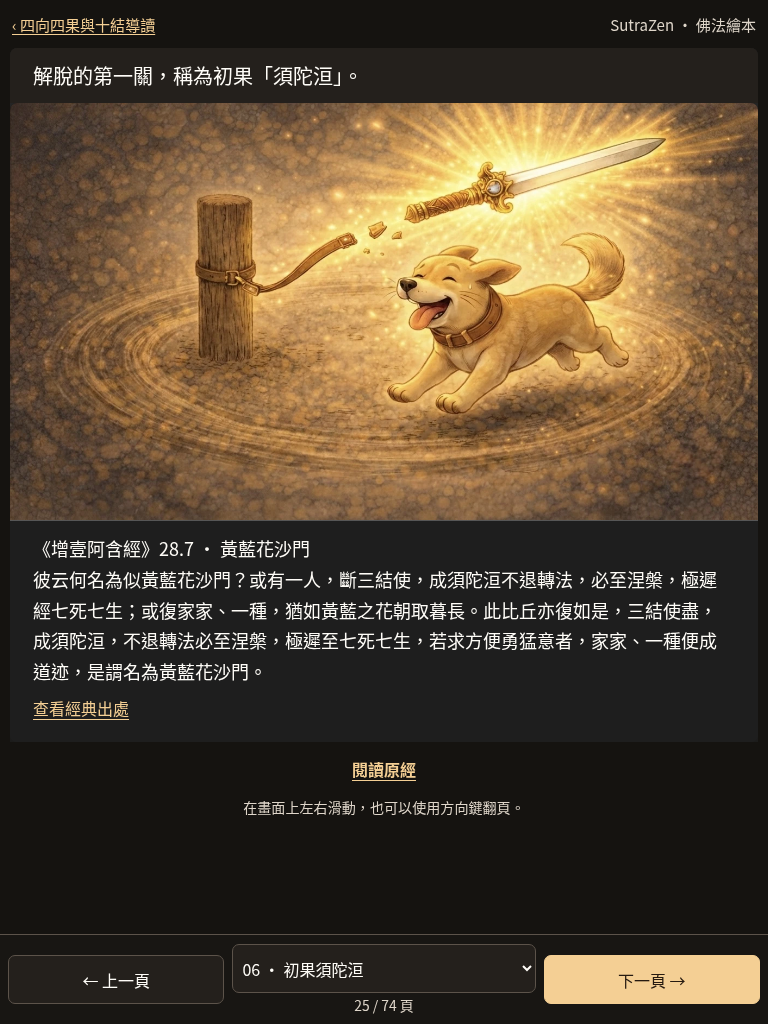 ‹ 四向四果與十結導讀
SutraZen ・ 佛法繪本
解脫的第一關，稱為初果「須陀洹」。
《增壹阿含經》28.7 ・ 黃藍花沙門
彼云何名為似黃藍花沙門？或有一人，斷三結使，成須陀洹不退轉法，必至涅槃，極遲
經七死七生；或復家家、一種，猶如黃藍之花朝取暮長。此比丘亦復如是，三結使盡，
成須陀洹，不退轉法必至涅槃，極遲至七死七生，若求方便勇猛意者，家家、一種便成
道迹，是謂名為黃藍花沙門。
查看經典出處
閱讀原經
在畫面上左右滑動，也可以使用方向鍵翻頁。
← 上一頁
06 ・ 初果須陀洹
下一頁 →
25 / 74 頁